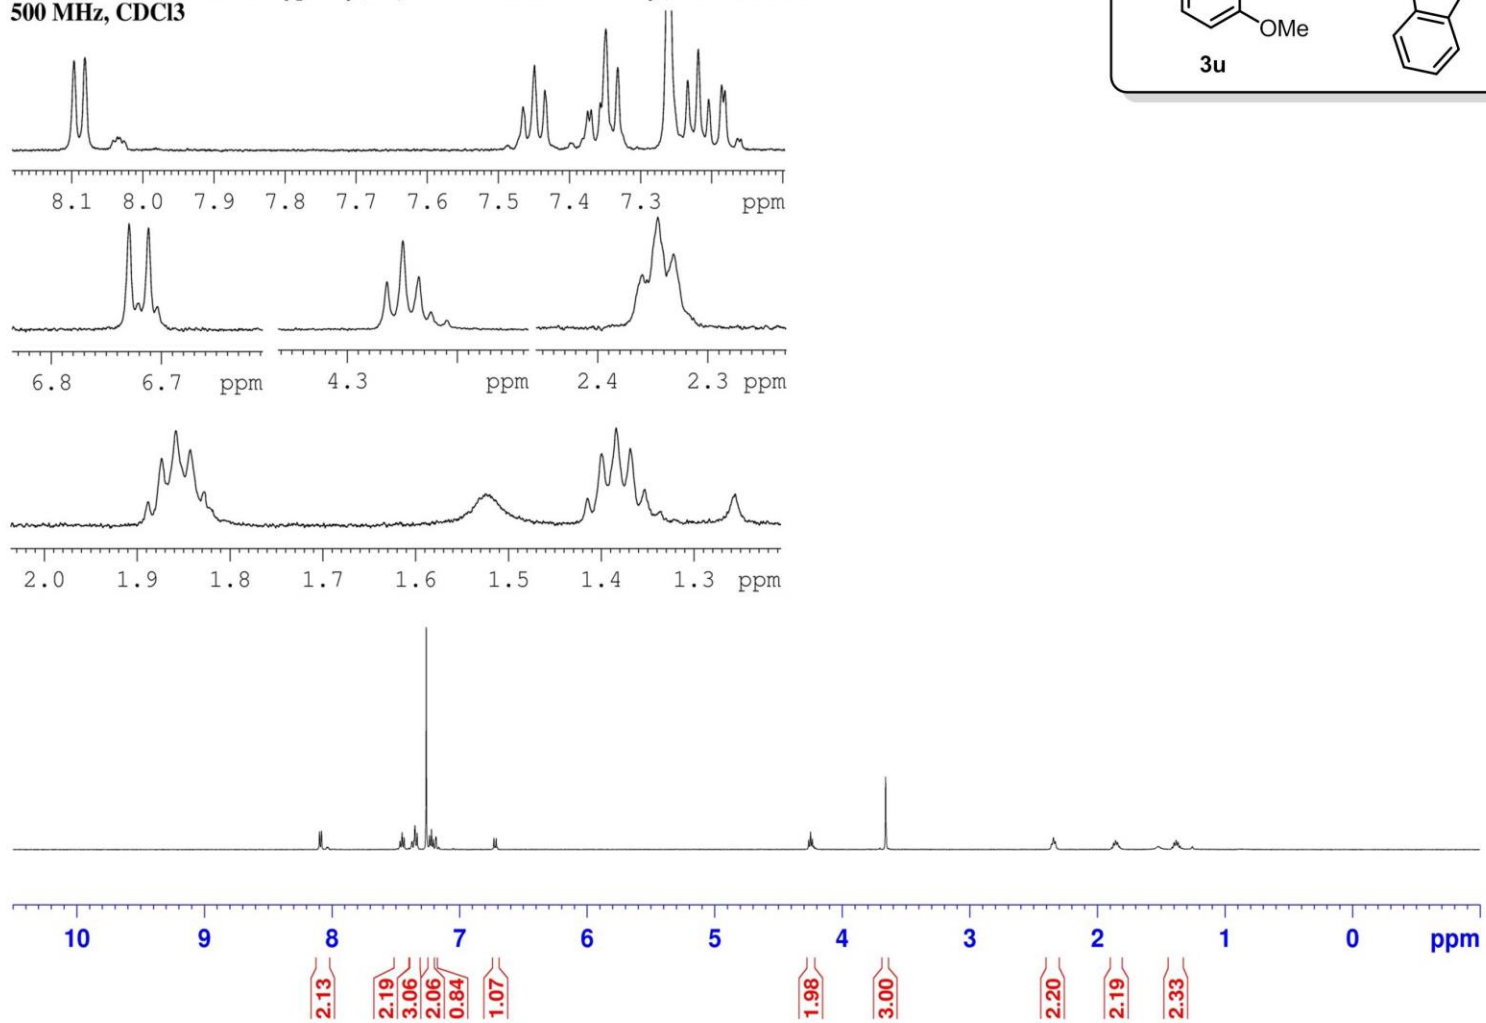 500 MHz, CDCl3
OMe
3u
8.1 8.0 7.9 7.8 7.7 7.6 7.5 7.4 7.3 ppm
6.8 6.7 ppm 4.3 ppm 2.4 2.3 ppm
2.0 1.9 1.8 1.7 1.6 1.5 1.4 1.3 ppm
10 9 8 7 6 5 4 3 2 1 0 ppm
2.13 2.19 3.06 2.06 0.84 1.07 1.98 3.00 2.20 2.19 2.33